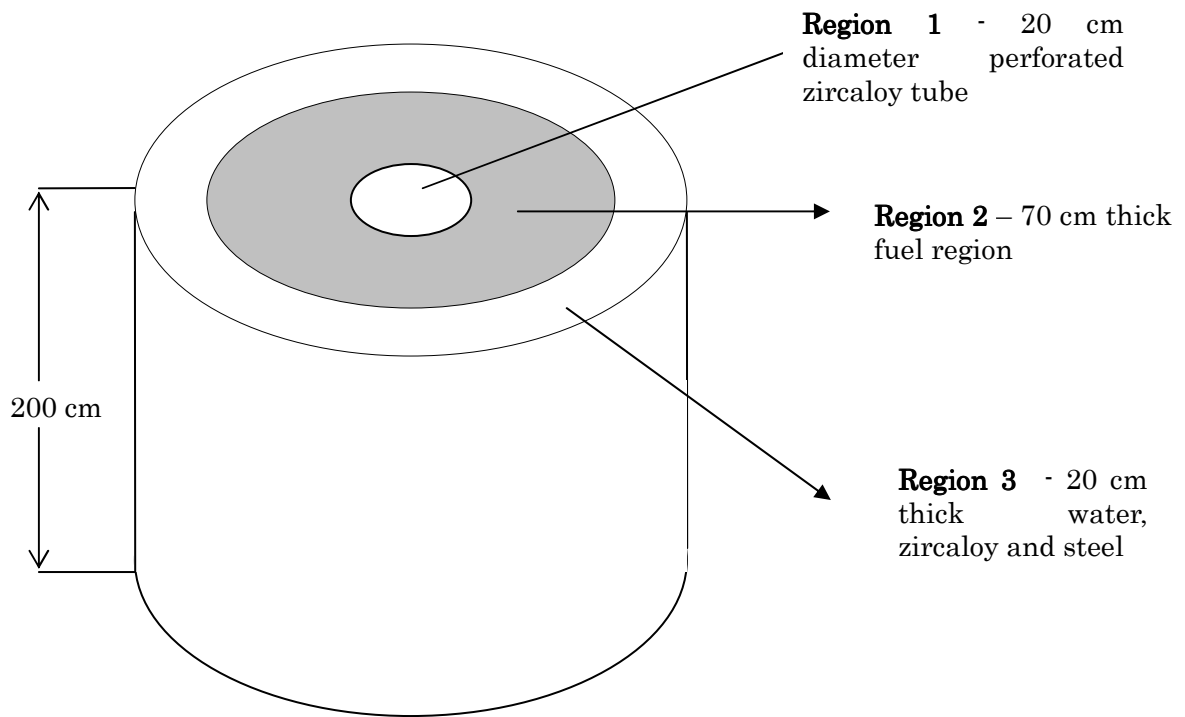 Region 1 - 20 cm
diameter perforated
zircaloy tube
Region 2 – 70 cm thick
fuel region
200 cm
Region 3 - 20 cm
thick water,
zircaloy and steel